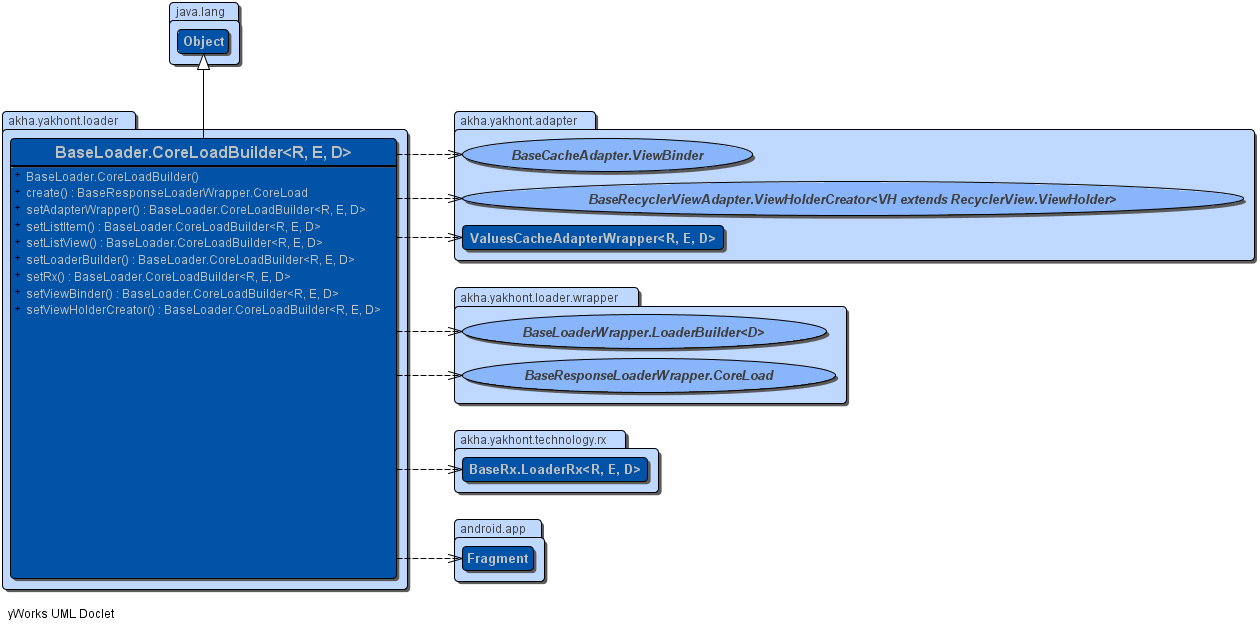 java.lang
Object
akha.yakhont.loader
BaseLoader.CoreLoadBuilder<R, E, D>
+ BaseLoader.CoreLoadBuilder()
+ create() : BaseResponseLoaderWrapper.CoreLoad
+ setAdapterWrapper() : BaseLoader.CoreLoadBuilder<R, E, D>
+ setListItem() : BaseLoader.CoreLoadBuilder<R, E, D>
+ setListView() : BaseLoader.CoreLoadBuilder<R, E, D>
+ setLoaderBuilder() : BaseLoader.CoreLoadBuilder<R, E, D>
+ setRx() : BaseLoader.CoreLoadBuilder<R, E, D>
+ setViewBinder() : BaseLoader.CoreLoadBuilder<R, E, D>
+ setViewHolderCreator() : BaseLoader.CoreLoadBuilder<R, E, D>
akha.yakhont.adapter
BaseCacheAdapter.ViewBinder
BaseRecyclerViewAdapter.ViewHolderCreator<VH extends RecyclerView.ViewHolder>
ValuesCacheAdapterWrapper<R, E, D>
akha.yakhont.loader.wrapper
BaseLoaderWrapper.LoaderBuilder<D>
BaseResponseLoaderWrapper.CoreLoad
akha.yakhont.technology.rx
BaseRx.LoaderRx<R, E, D>
android.app
Fragment
yWorks UML Doclet